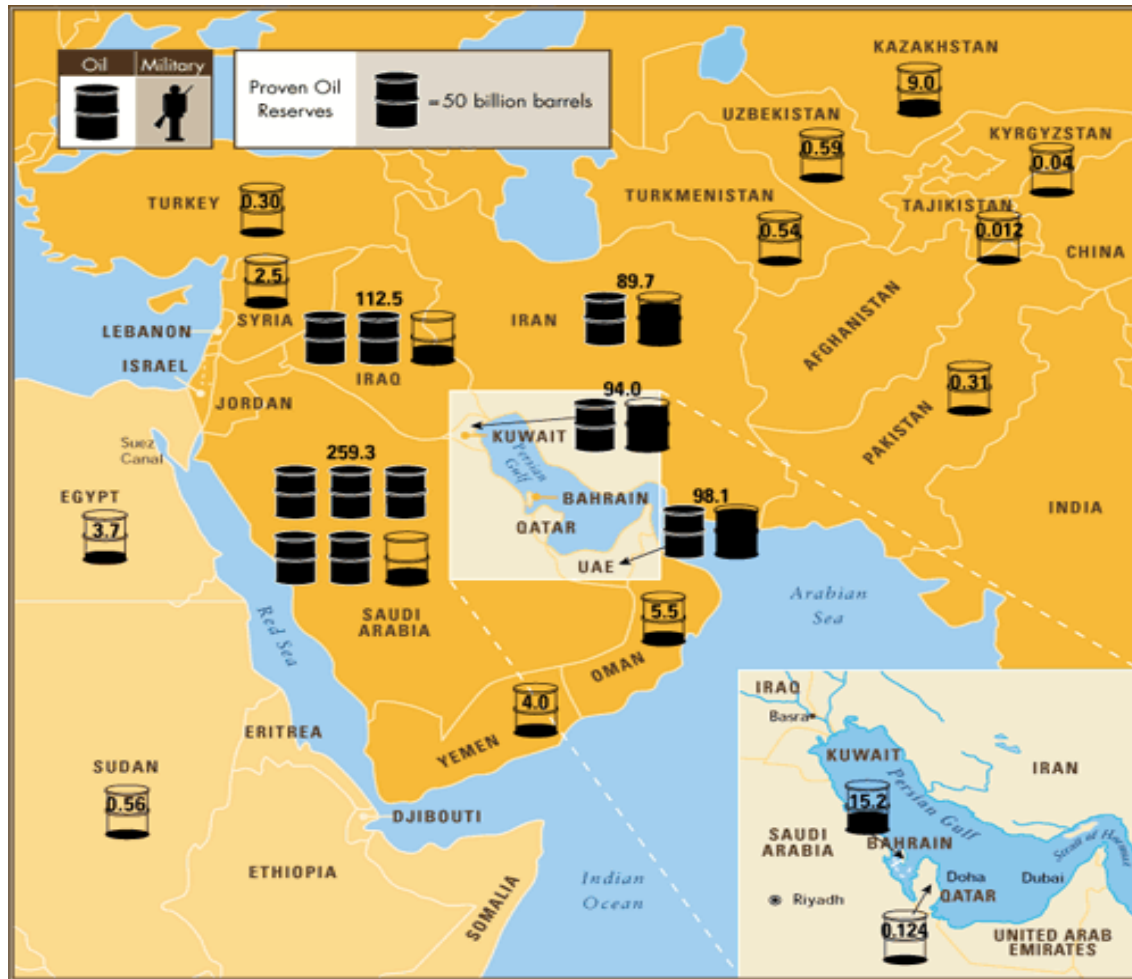 Oil Military
Proven Oil
Reserves
= 50 billion barrels
KAZAKHSTAN
9.0
UZBEKISTAN
0.59
KYRGYZSTAN
0.04
TURKMENISTAN
0.54
TAJIKISTAN
0.012
CHINA
TURKEY
0.30
2.5
SYRIA
LEBANON
ISRAEL
JORDAN
112.5
IRAQ
IRAN
89.7
AFGHANISTAN
0.31
PAKISTAN
INDIA
94.0
KUWAIT
Persian
Gulf
BAHRAIN
QATAR
UAE
98.1
Suez
Canal
EGYPT
3.7
259.3
SAUDI
ARABIA
Red Sea
5.5
OMAN
4.0
YEMEN
Arabian
Sea
ERITREA
SUDAN
0.56
DJIBOUTI
ETHIOPIA
SOMALIA
Indian
Ocean
IRAQ
Basra
KUWAIT
IRAN
Persian Gulf
15.2
SAUDI
ARABIA
BAHRAIN
Strait of Hormuz
Doha
QATAR
Dubai
Riyadh
0.124
UNITED ARAB
EMIRATES